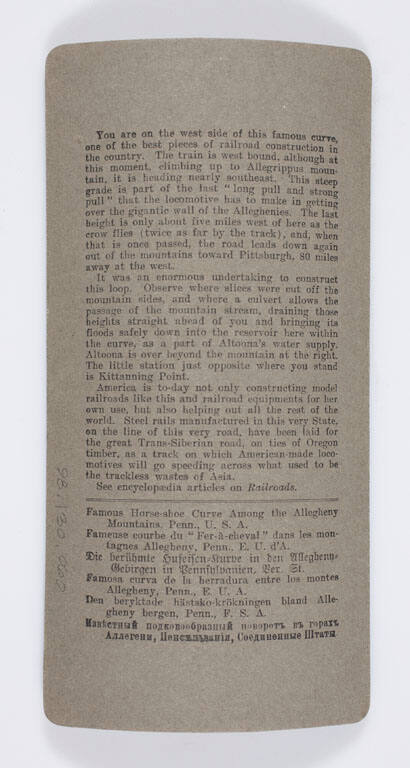 You are on the west side of this famous curve,
one of the best pieces of railroad construction in
the country. The train is west bound, although at
this moment, climbing up to Allegrippus moun-
tain, it is heading nearly southeast. This steep
grade is part of the last "long pull and strong
pull" that the locomotive has to make in getting
over the gigantic wall of the Alleghenies. The last
height is only about five miles west of here as the
crow flies (twice as far by the track), and, when
that is once passed, the road leads down again
out of the mountains toward Pittsburgh, 80 miles
away at the west.
It was an enormous undertaking to construct
this loop. Observe where slices were cut off the
mountain sides, and where a culvert allows the
passage of the mountain stream, draining those
heights straight ahead of you and bringing its
floods safely down into the reservoir here within
the curve, as a part of Altoona's water supply.
Altoona is over beyond the mountain at the right.
The little station just opposite where you stand
is Kittanning Point.
America is to-day not only constructing model
railroads like this and railroad equipments for her
own use, but also helping out all the rest of the
world. Steel rails manufactured in this very State,
on the line of this very road, have been laid for
the great Trans-Siberian road, on ties of Oregon
timber, as a track on which American-made loco-
motives will go speeding across what used to be
the trackless wastes of Asia.
See encyclopædia articles on Railroads.
Famous Horse-shoe Curve Among the Allegheny
Mountains, Penn., U. S. A.
Fameuse courbe du "Fer-à-cheval" dans les mon-
tagnes Allegheny, Penn., E. U. d'A.
Die berühmte Hufeisen-Kurve in den Allegheny-
Gebirgen in Pennsylvanien, Ver. St.
Famosa curva de la herradura entre los montes
Allegheny, Penn., E. U. A.
Den beryktade hästsko-krökningen bland Alle-
gheny bergen, Penn., F. S. A.
Извѣстный подковообразный поворотъ въ горахъ
Аллегени, Пенсильванія, Соединенные Штаты